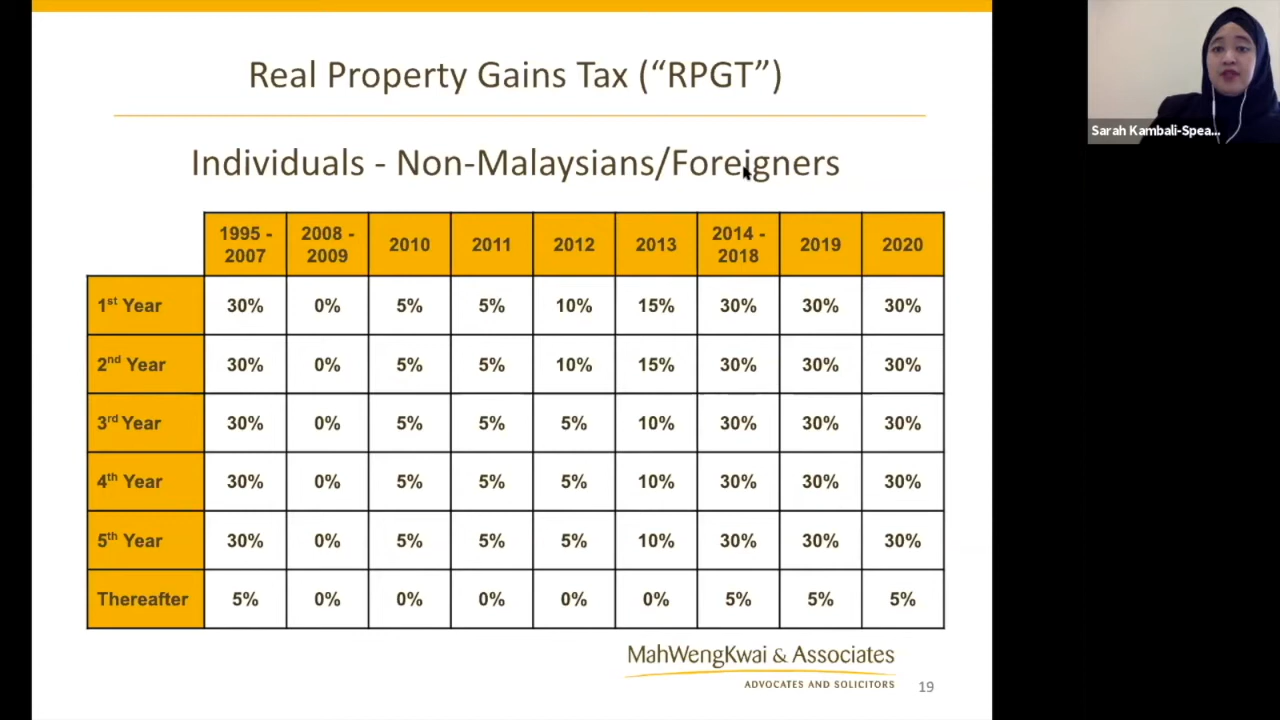 Real Property Gains Tax (“RPGT”)
Individuals - Non-Malaysians/Foreigners
1995 - 2007 2008 - 2009 2010 2011 2012 2013 2014 - 2018 2019 2020
1st Year 30% 0% 5% 5% 10% 15% 30% 30% 30%
2nd Year 30% 0% 5% 5% 10% 15% 30% 30% 30%
3rd Year 30% 0% 5% 5% 5% 10% 30% 30% 30%
4th Year 30% 0% 5% 5% 5% 10% 30% 30% 30%
5th Year 30% 0% 5% 5% 5% 10% 30% 30% 30%
Thereafter 5% 0% 0% 0% 0% 0% 5% 5% 5%
MahWengKwai & Associates
ADVOCATES AND SOLICITORS
19
Sarah Kambali-Spea...